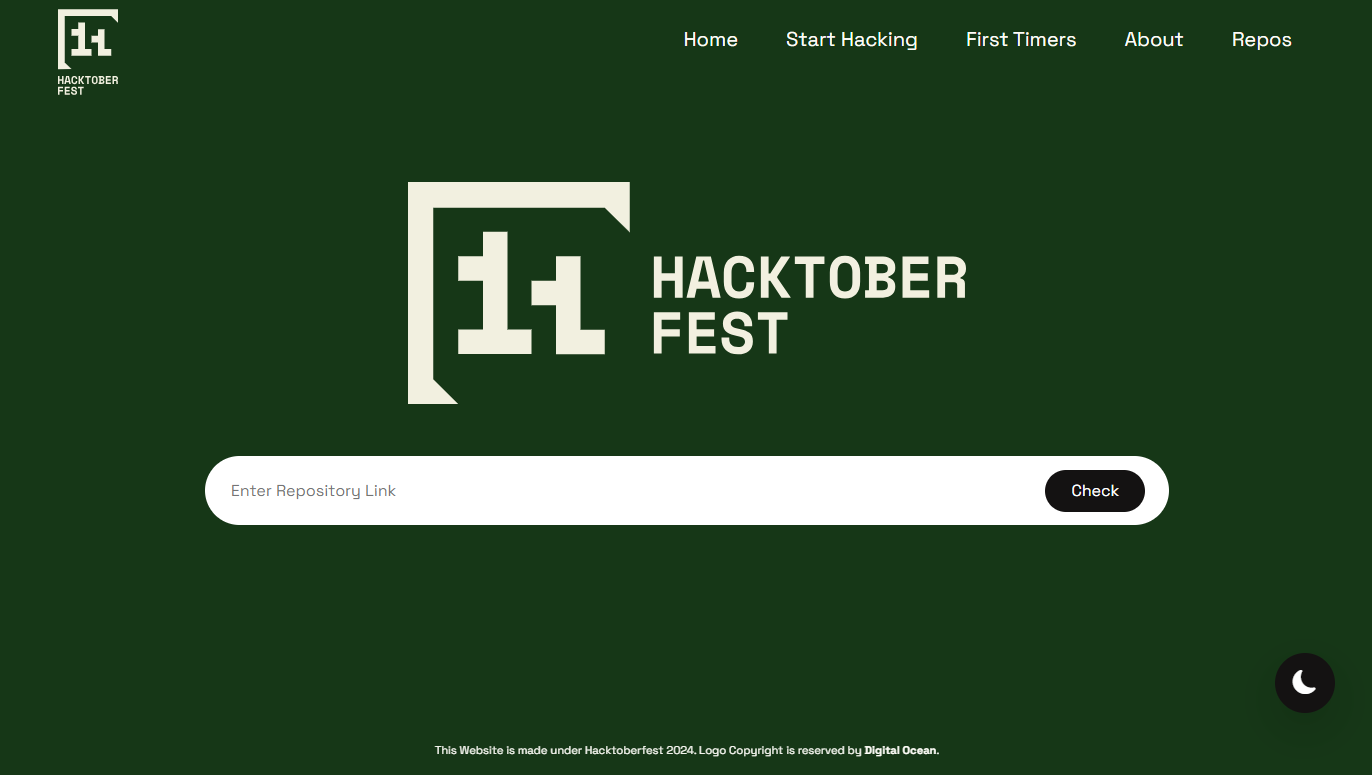 HACKTOBER
FEST
Home Start Hacking First Timers About Repos
11
HACKTOBER
FEST
Enter Repository Link Check
This Website is made under Hacktoberfest 2024. Logo Copyright is reserved by Digital Ocean.